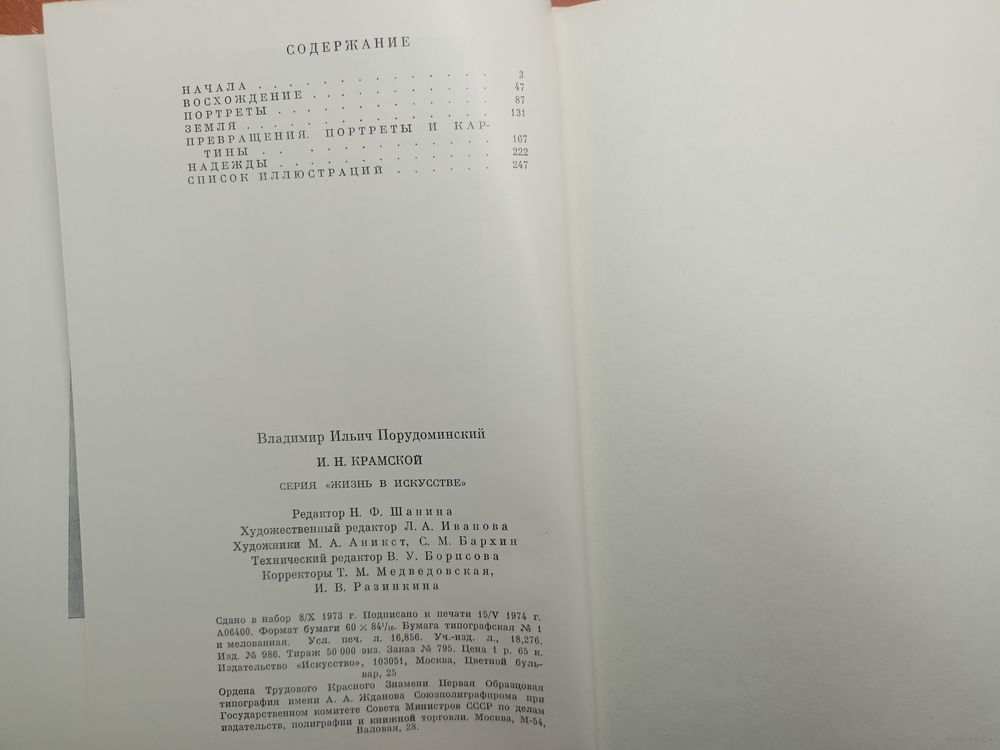 СОДЕРЖАНИЕ
НАЧАЛА . . . . . . . . . . . . 3
ВОСХОЖДЕНИЕ . . . . . . . . . . 47
ПОРТРЕТЫ . . . . . . . . . . . . 87
ЗЕМЛЯ . . . . . . . . . . . . . 131
ПРЕВРАЩЕНИЯ. ПОРТРЕТЫ И КАР-
ТИНЫ . . . . . . . . . . . . 167
НАДЕЖДЫ . . . . . . . . . . . . 222
СПИСОК ИЛЛЮСТРАЦИЙ . . . . . . 247
Владимир Ильич Порудоминский
И. Н. КРАМСКОЙ
СЕРИЯ «ЖИЗНЬ В ИСКУССТВЕ»
Редактор Н. Ф. Шанина
Художественный редактор Л. А. Иванова
Художники М. А. Аникст, С. М. Бархин
Технический редактор В. У. Борисова
Корректоры Т. М. Медведовская,
И. В. Разинкина
Сдано в набор 8/X 1973 г. Подписано к печати 15/V 1974 г.
А06400. Формат бумаги 60 × 84¹/₁₆. Бумага типографская № 1
и мелованная. Усл. печ. л. 16,856. Уч.-изд. л., 18,276.
Изд. № 986. Тираж 50 000 экз. Заказ № 795. Цена 1 р. 65 к.
Издательство «Искусство», 103051, Москва, Цветной буль-
вар, 25
Ордена Трудового Красного Знамени Первая Образцовая
типография имени А. А. Жданова Союзполиграфпрома при
Государственном комитете Совета Министров СССР по делам
издательств, полиграфии и книжной торговли. Москва, М-54,
Валовая, 28.